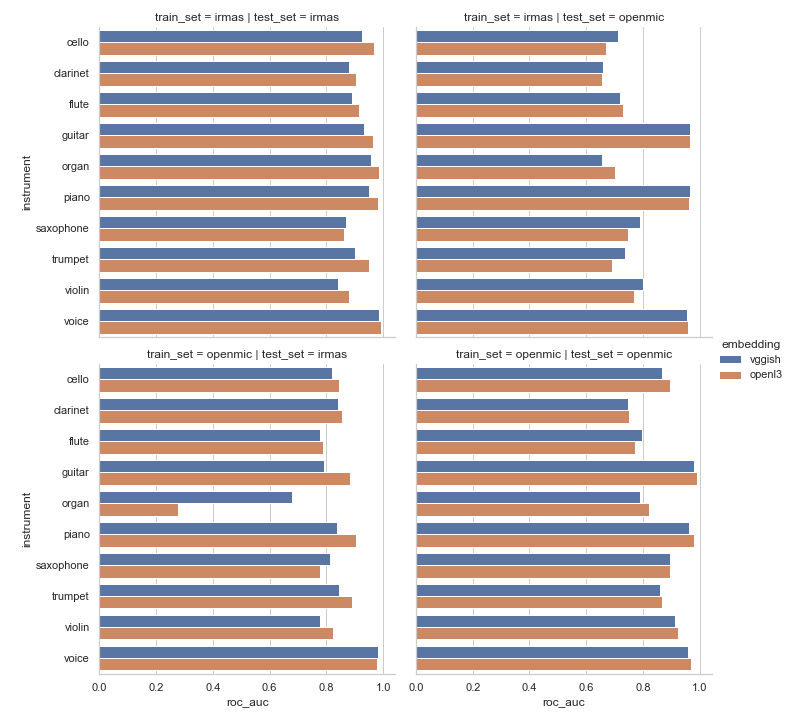 train_set = irmas | test_set = irmas
train_set = irmas | test_set = openmic
cello
clarinet
flute
guitar
organ
piano
saxophone
trumpet
violin
voice
instrument
train_set = openmic | test_set = irmas
train_set = openmic | test_set = openmic
cello
clarinet
flute
guitar
organ
piano
saxophone
trumpet
violin
voice
instrument
0.0 0.2 0.4 0.6 0.8 1.0
roc_auc
0.0 0.2 0.4 0.6 0.8 1.0
roc_auc
embedding
vggish
openl3